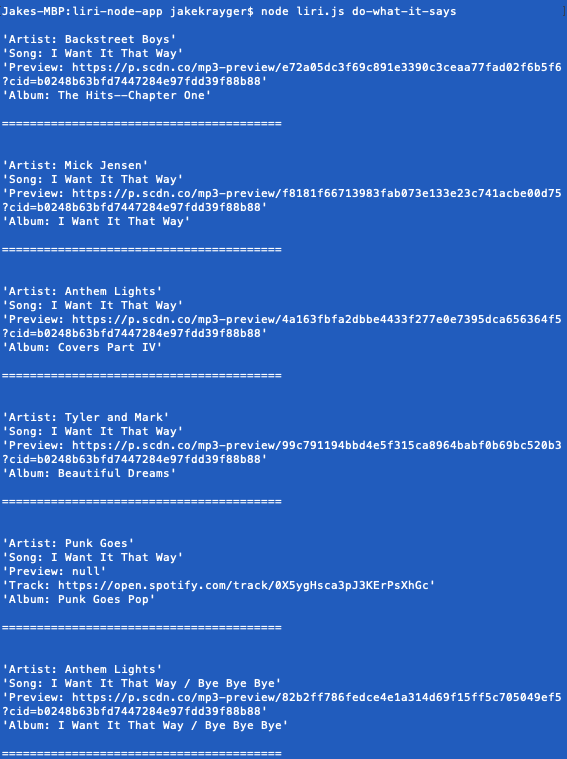 Jakes-MBP:liri-node-app jakekrayger$ node liri.js do-what-it-says
'Artist: Backstreet Boys'
'Song: I Want It That Way'
'Preview: https://p.scdn.co/mp3-preview/e72a05dc3f69c891e3390c3ceaa77fad02f6b5f6
?cid=b0248b63bfd7447284e97fdd39f88b88'
'Album: The Hits--Chapter One'
========================================
'Artist: Mick Jensen'
'Song: I Want It That Way'
'Preview: https://p.scdn.co/mp3-preview/f8181f66713983fab073e133e23c741acbe00d75
?cid=b0248b63bfd7447284e97fdd39f88b88'
'Album: I Want It That Way'
========================================
'Artist: Anthem Lights'
'Song: I Want It That Way'
'Preview: https://p.scdn.co/mp3-preview/4a163fbfa2dbbe4433f277e0e7395dca656364f5
?cid=b0248b63bfd7447284e97fdd39f88b88'
'Album: Covers Part IV'
========================================
'Artist: Tyler and Mark'
'Song: I Want It That Way'
'Preview: https://p.scdn.co/mp3-preview/99c791194bbd4e5f315ca8964babf0b69bc520b3
?cid=b0248b63bfd7447284e97fdd39f88b88'
'Album: Beautiful Dreams'
========================================
'Artist: Punk Goes'
'Song: I Want It That Way'
'Preview: null'
'Track: https://open.spotify.com/track/0X5ygHsca3pJ3KErPsXhGc'
'Album: Punk Goes Pop'
========================================
'Artist: Anthem Lights'
'Song: I Want It That Way / Bye Bye Bye'
'Preview: https://p.scdn.co/mp3-preview/82b2ff786fedce4e1a314d69f15ff5c705049ef5
?cid=b0248b63bfd7447284e97fdd39f88b88'
'Album: I Want It That Way / Bye Bye Bye'
========================================